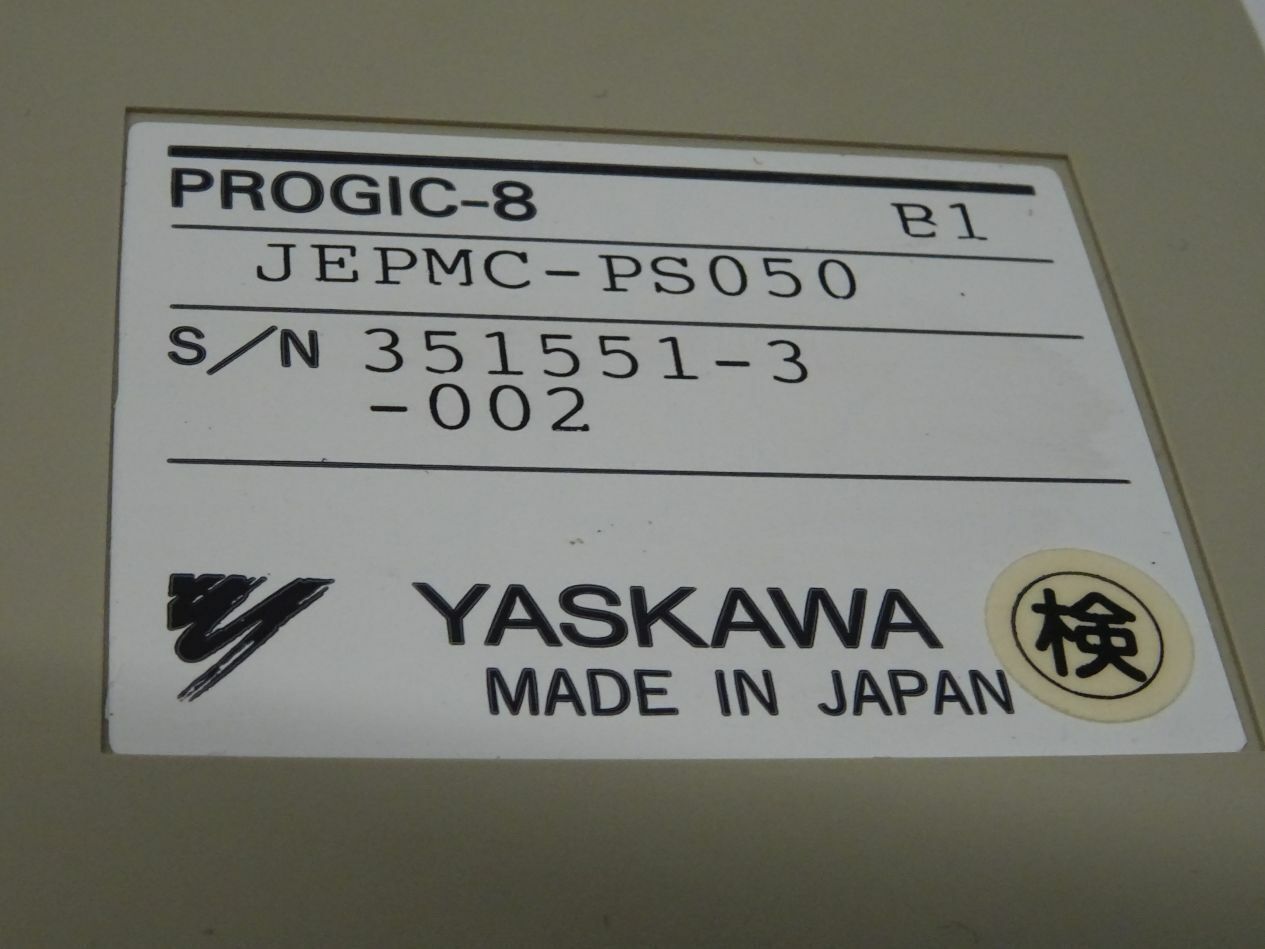 PROGIC-8 B1
JEPMC-PS050
S/N 351551-3
-002
YASKAWA
MADE IN JAPAN
検